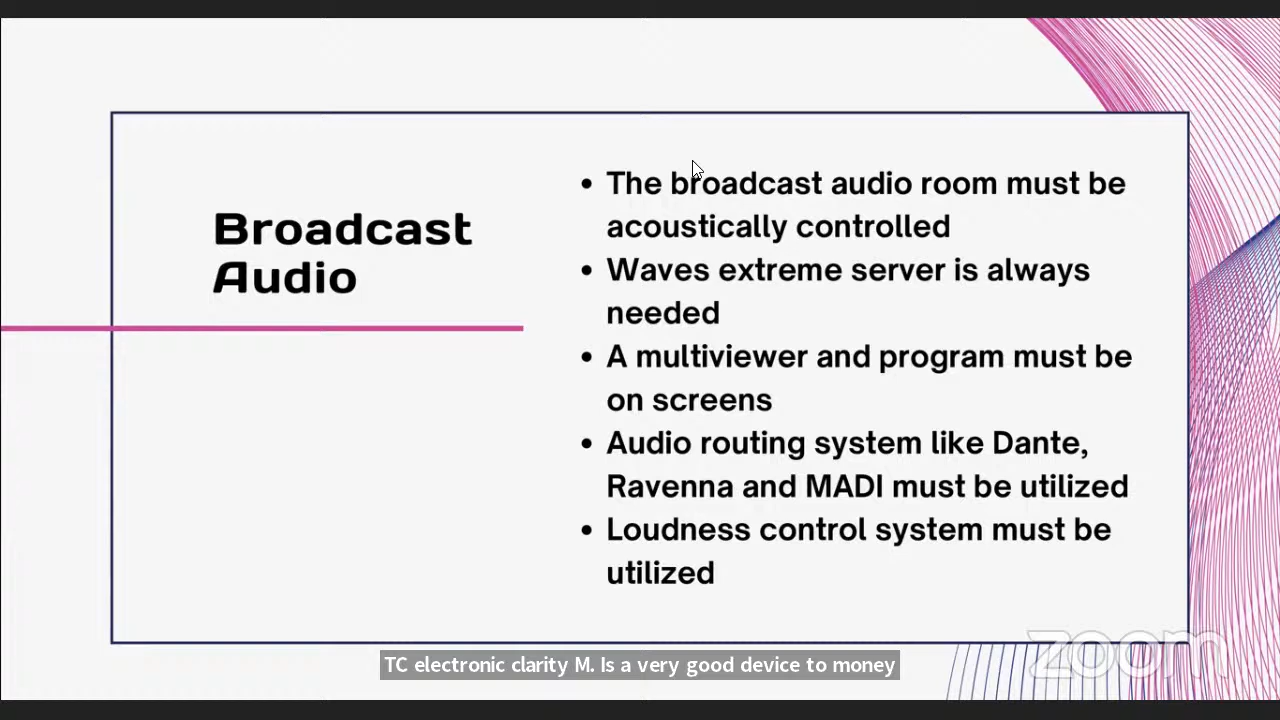 Broadcast
Audio
• The broadcast audio room must be
acoustically controlled
• Waves extreme server is always
needed
• A multiviewer and program must be
on screens
• Audio routing system like Dante,
Ravenna and MADI must be utilized
• Loudness control system must be
utilized
TC electronic clarity M. Is a very good device to money
zoom